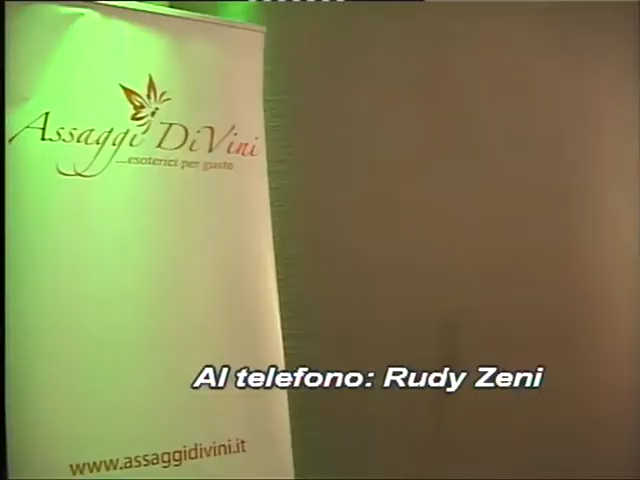 Assaggi DiVini
...esoterici per gusto
Al telefono: Rudy Zeni
www.assaggidivini.it